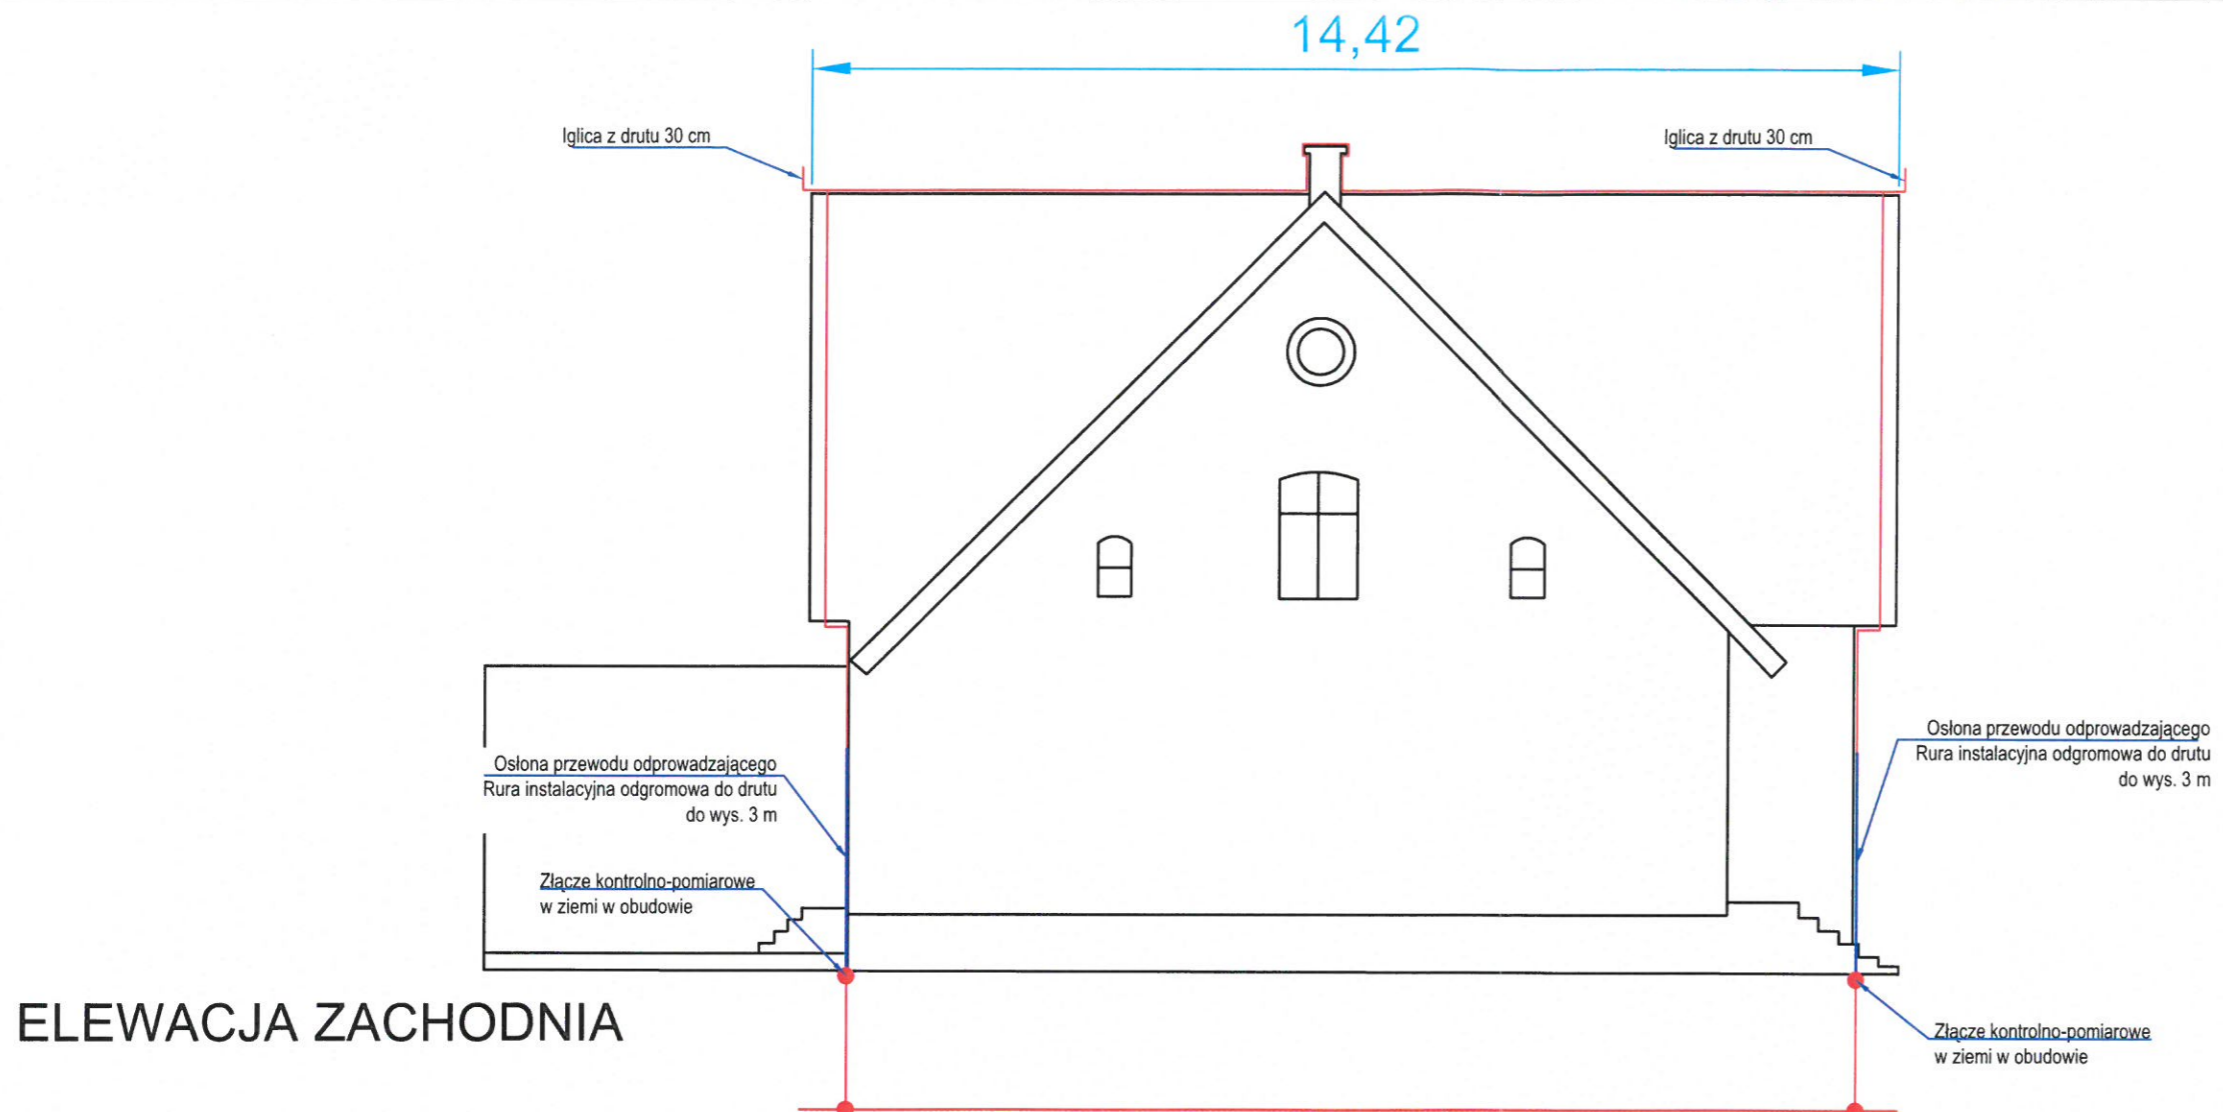 14,42
Iglica z drutu 30 cm
Iglica z drutu 30 cm
Osłona przewodu odprowadzającego
Rura instalacyjna odgromowa do drutu
do wys. 3 m
Osłona przewodu odprowadzającego
Rura instalacyjna odgromowa do drutu
do wys. 3 m
Złącze kontrolno-pomiarowe
w ziemi w obudowie
ELEWACJA ZACHODNIA
Złącze kontrolno-pomiarowe
w ziemi w obudowie